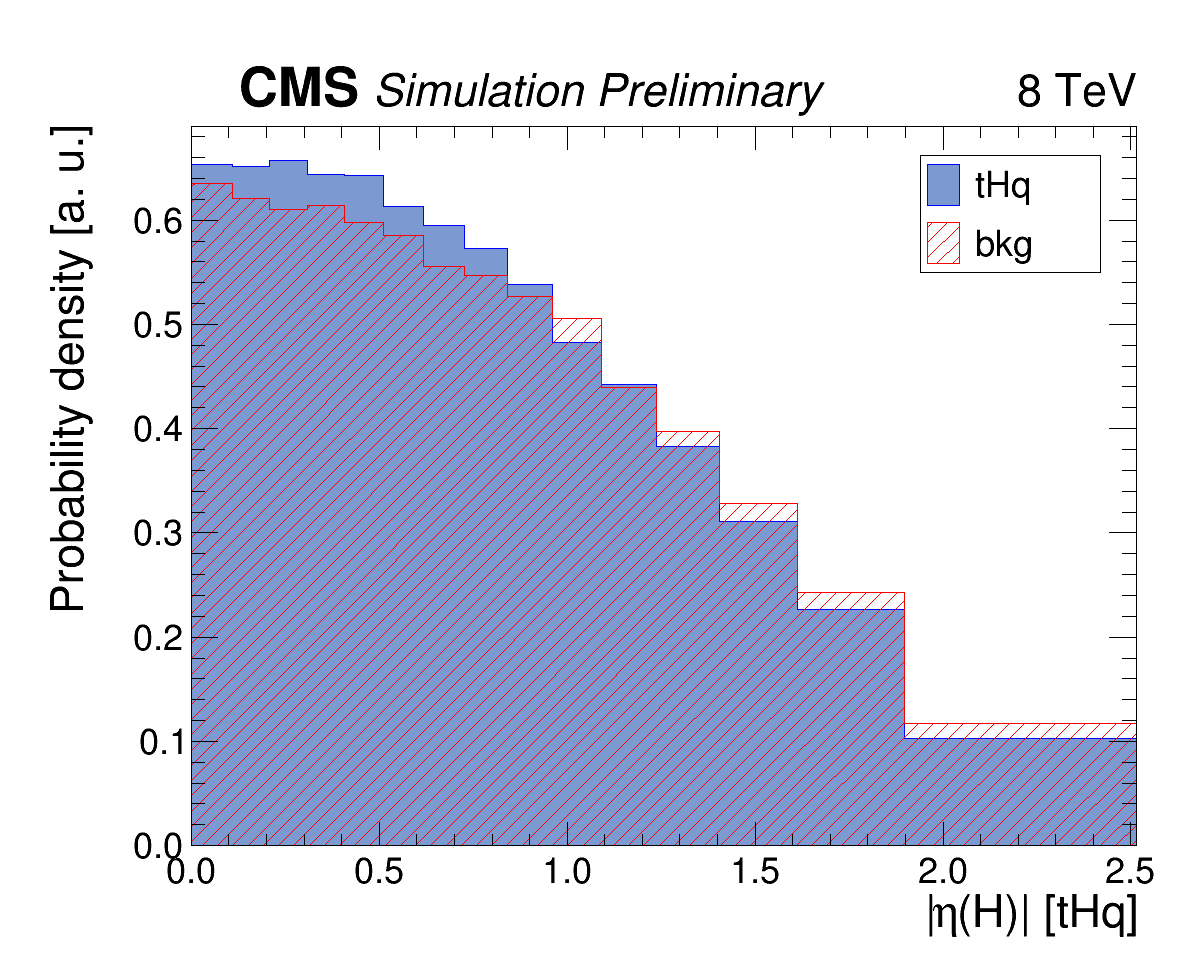 CMS Simulation Preliminary 8 TeV
Probability density [a. u.]
tHq
bkg
0.6
0.5
0.4
0.3
0.2
0.1
0.0
0.0 0.5 1.0 1.5 2.0 2.5
|η(H)| [tHq]